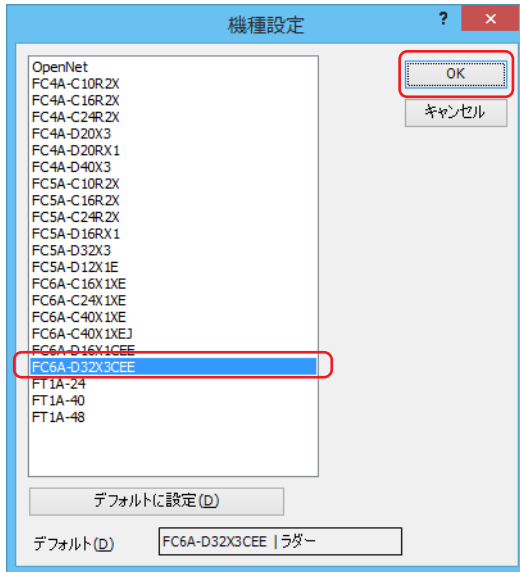 機種設定
?
×
OpenNet
FC4A-C10R2X
FC4A-C16R2X
FC4A-C24R2X
FC4A-D20X3
FC4A-D20RX1
FC4A-D40X3
FC5A-C10R2X
FC5A-C16R2X
FC5A-C24R2X
FC5A-D16RX1
FC5A-D32X3
FC5A-D12X1E
FC6A-C16X1XE
FC6A-C24X1XE
FC6A-C40X1XE
FC6A-C40X1XEJ
FC6A-D16X1CEE
FC6A-D32X3CEE
FT1A-24
FT1A-40
FT1A-48
OK
キャンセル
デフォルトに設定(D)
デフォルト(D) FC6A-D32X3CEE | ラダー